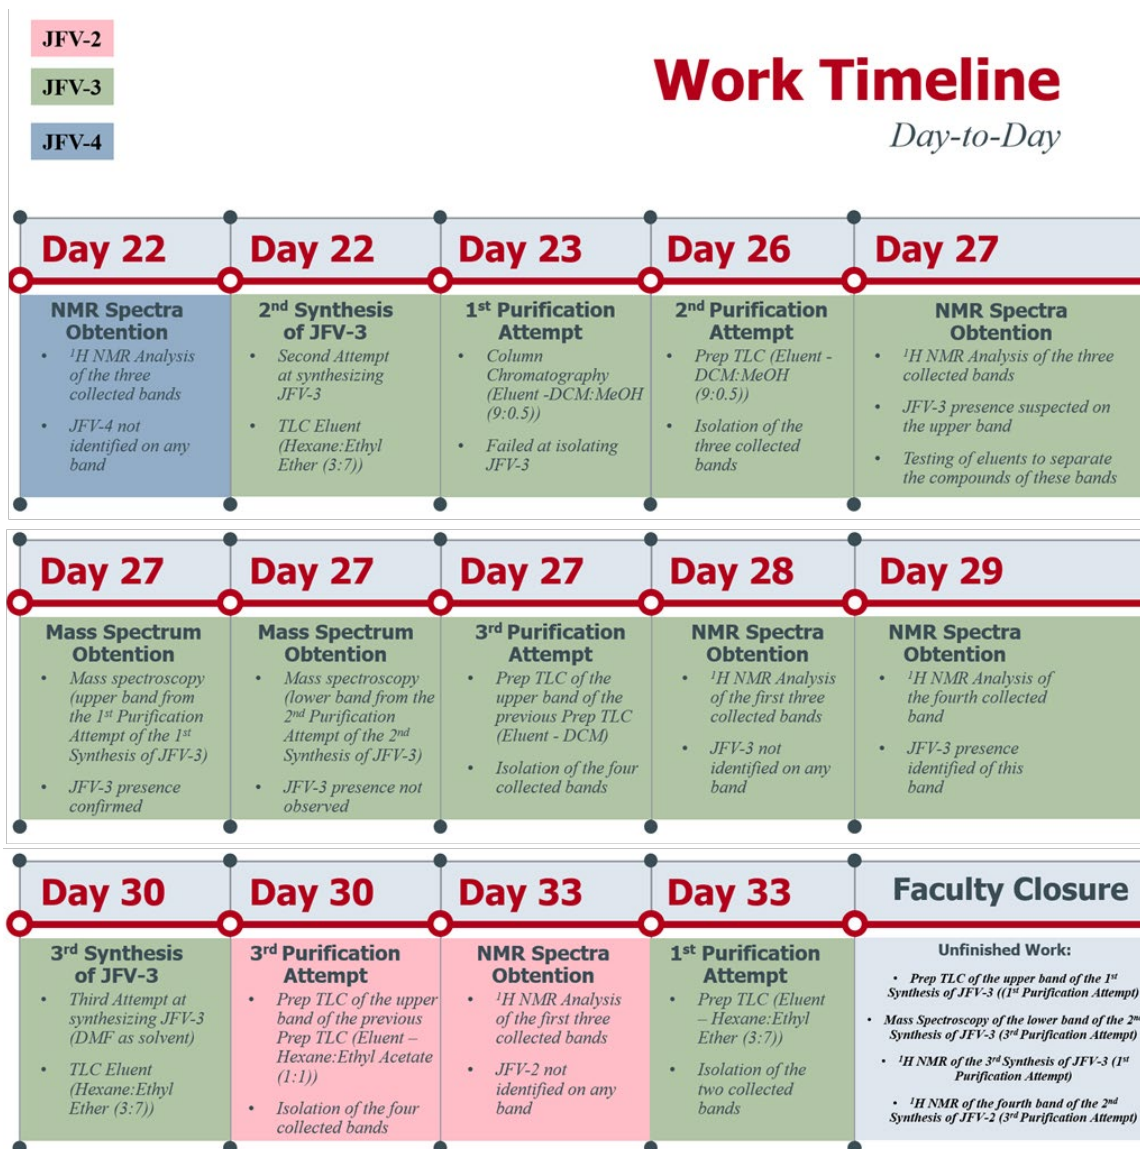 JFV-2
JFV-3
JFV-4
Work Timeline
Day-to-Day
Day 22
NMR Spectra
Obtention
• ¹H NMR Analysis
of the three
collected bands
• JFV-4 not
identified on any
band
Day 22
2nd Synthesis
of JFV-3
• Second Attempt
at synthesizing
JFV-3
• TLC Eluent
(Hexane:Ethyl
Ether (3:7))
Day 23
1st Purification
Attempt
• Column
Chromatography
(Eluent -DCM:MeOH
(9:0.5))
• Failed at isolating
JFV-3
Day 26
2nd Purification
Attempt
• Prep TLC (Eluent -
DCM:MeOH
(9:0.5))
• Isolation of the
three collected
bands
Day 27
NMR Spectra
Obtention
• ¹H NMR Analysis of the three
collected bands
• JFV-3 presence suspected on
the upper band
• Testing of eluents to separate
the compounds of these bands
Day 27
Mass Spectrum
Obtention
• Mass spectroscopy
(upper band from
the 1st Purification
Attempt of the 1st
Synthesis of JFV-3)
• JFV-3 presence
confirmed
Day 27
Mass Spectrum
Obtention
• Mass spectroscopy
(lower band from the
2nd Purification
Attempt of the 2nd
Synthesis of JFV-3)
• JFV-3 presence not
observed
Day 27
3rd Purification
Attempt
• Prep TLC of the
upper band of the
previous Prep TLC
(Eluent - DCM)
• Isolation of the four
collected bands
Day 28
NMR Spectra
Obtention
• ¹H NMR Analysis
of the first three
collected bands
• JFV-3 not
identified on any
band
Day 29
NMR Spectra
Obtention
• ¹H NMR Analysis of
the fourth collected
band
• JFV-3 presence
identified of this
band
Day 30
3rd Synthesis
of JFV-3
• Third Attempt at
synthesizing JFV-3
(DMF as solvent)
• TLC Eluent
(Hexane:Ethyl
Ether (3:7))
Day 30
3rd Purification
Attempt
• Prep TLC of the upper
band of the previous
Prep TLC (Eluent –
Hexane:Ethyl Acetate
(1:1))
• Isolation of the four
collected bands
Day 33
NMR Spectra
Obtention
• ¹H NMR Analysis
of the first three
collected bands
• JFV-2 not
identified on any
band
Day 33
1st Purification
Attempt
• Prep TLC (Eluent
– Hexane:Ethyl
Ether (3:7))
• Isolation of the
two collected
bands
Faculty Closure
Unfinished Work:
• Prep TLC of the upper band of the 1st
Synthesis of JFV-3 ((1st Purification Attempt)
• Mass Spectroscopy of the lower band of the 2nd
Synthesis of JFV-3 (3rd Purification Attempt)
• ¹H NMR of the 3rd Synthesis of JFV-3 (1st
Purification Attempt)
• ¹H NMR of the fourth band of the 2nd
Synthesis of JFV-2 (3rd Purification Attempt)